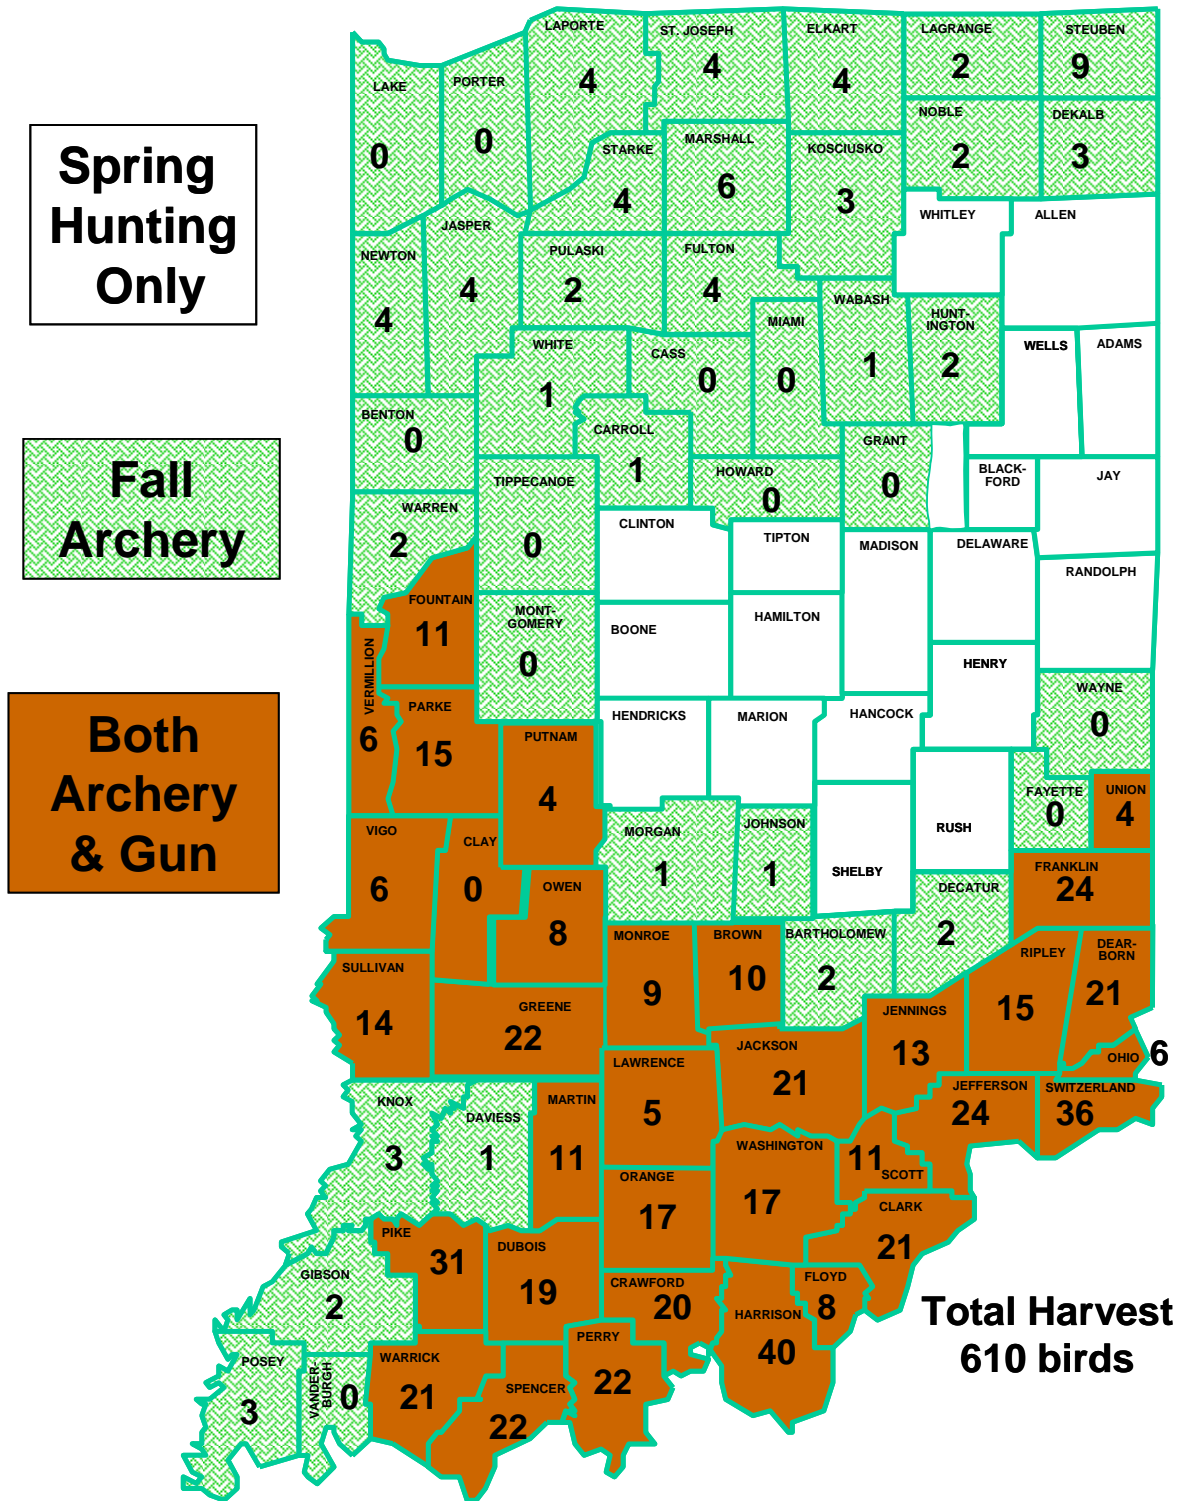 LAPORTE
4
ST. JOSEPH
4
ELKART
4
LAGRANGE
2
STEUBEN
9
LAKE
0
PORTER
0
NOBLE
2
DEKALB
3
Spring
Hunting
Only
STARKE
4
MARSHALL
6
KOSCIUSKO
3
WHITLEY
ALLEN
JASPER
4
NEWTON
4
PULASKI
2
FULTON
4
WABASH
1
HUNT-
INGTON
2
MIAMI
0
WHITE
1
CASS
0
WELLS
ADAMS
BENTON
0
CARROLL
1
GRANT
0
HOWARD
0
BLACK-
FORD
JAY
Fall
Archery
TIPPECANOE
0
WARREN
2
CLINTON
TIPTON
MADISON
DELAWARE
RANDOLPH
FOUNTAIN
11
MONT-
GOMERY
0
BOONE
HAMILTON
HENRY
VERMILLION
6
PARKE
15
WAYNE
0
HENDRICKS
MARION
HANCOCK
Both
Archery
& Gun
PUTNAM
4
FAYETTE
0
UNION
4
VIGO
6
CLAY
0
MORGAN
1
JOHNSON
1
RUSH
SHELBY
FRANKLIN
24
OWEN
8
DECATUR
2
MONROE
9
BROWN
10
BARTHOLOMEW
2
RIPLEY
15
DEAR-
BORN
21
SULLIVAN
14
GREENE
22
JENNINGS
13
JACKSON
21
OHIO 6
LAWRENCE
5
JEFFERSON
24
SWITZERLAND
36
KNOX
3
DAVIESS
1
MARTIN
11
WASHINGTON
17
11
SCOTT
ORANGE
17
CLARK
21
PIKE
31
DUBOIS
19
GIBSON
2
CRAWFORD
20
FLOYD
8
HARRISON
40
Total Harvest
610 birds
PERRY
22
POSEY
3
VANDER-
BURGH
0
WARRICK
21
SPENCER
22